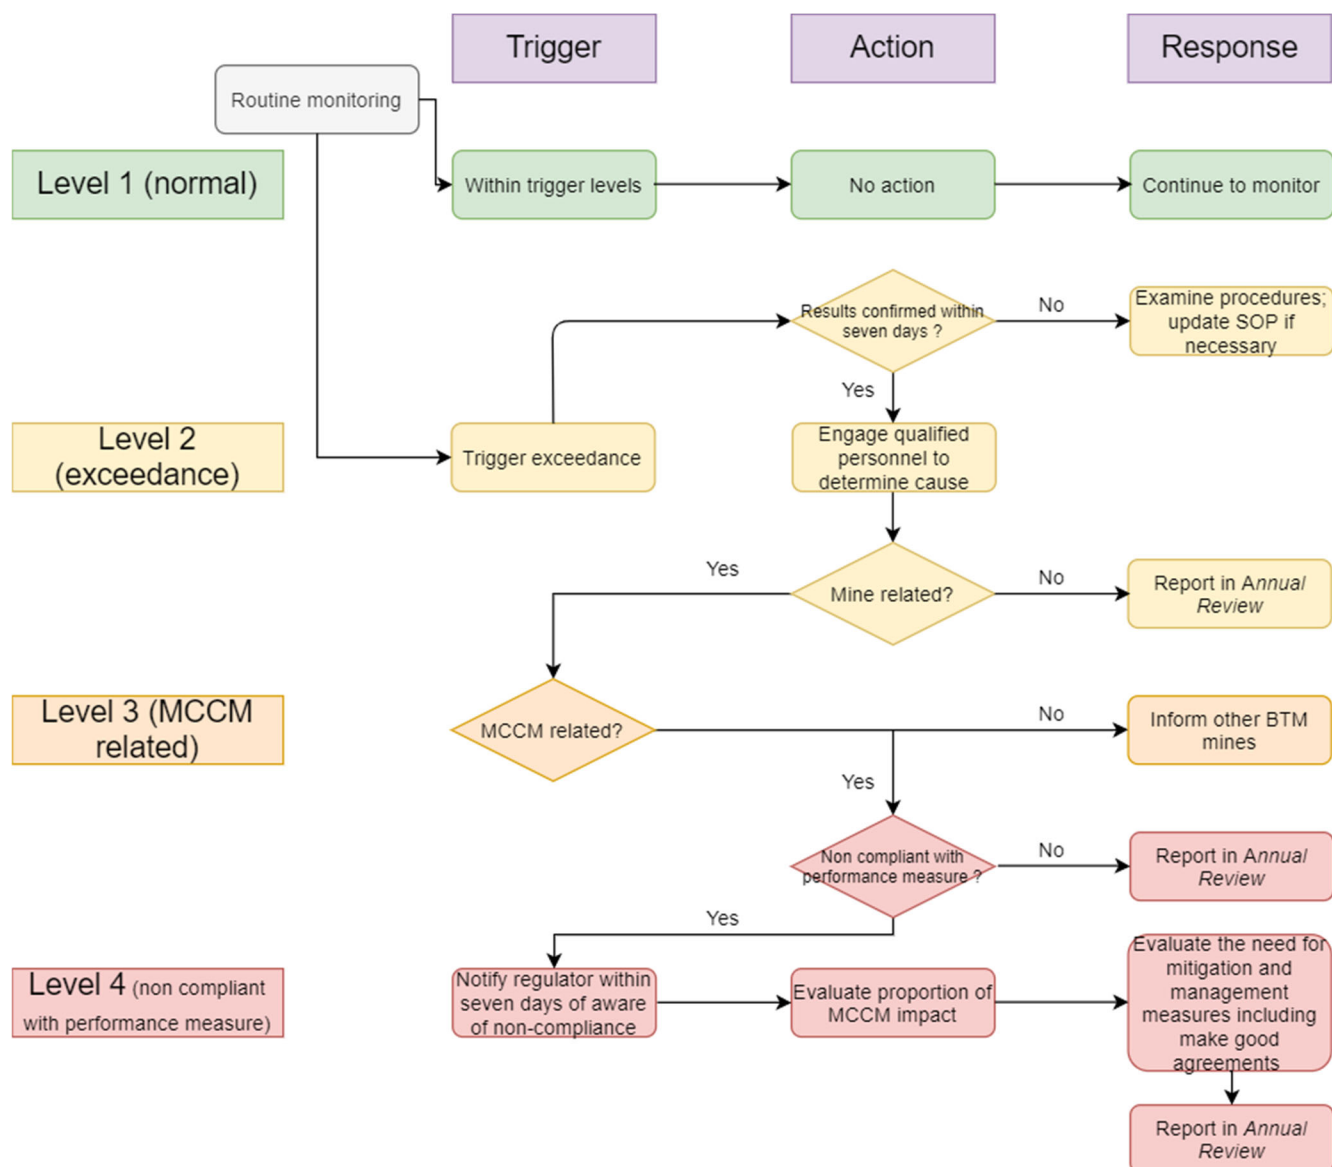 Trigger
Action
Response
Routine monitoring
Level 1 (normal)
Within trigger levels
No action
Continue to monitor
Results confirmed within
seven days ?
No
Examine procedures;
update SOP if
necessary
Yes
Level 2
(exceedance)
Trigger exceedance
Engage qualified
personnel to
determine cause
Yes
Mine related?
No
Report in Annual
Review
Level 3 (MCCM
related)
MCCM related?
No
Inform other BTM
mines
Yes
Non compliant with
performance measure ?
No
Report in Annual
Review
Yes
Level 4 (non compliant
with performance measure)
Notify regulator within
seven days of aware
of non-compliance
Evaluate proportion of
MCCM impact
Evaluate the need for
mitigation and
management
measures including
make good
agreements
Report in Annual
Review